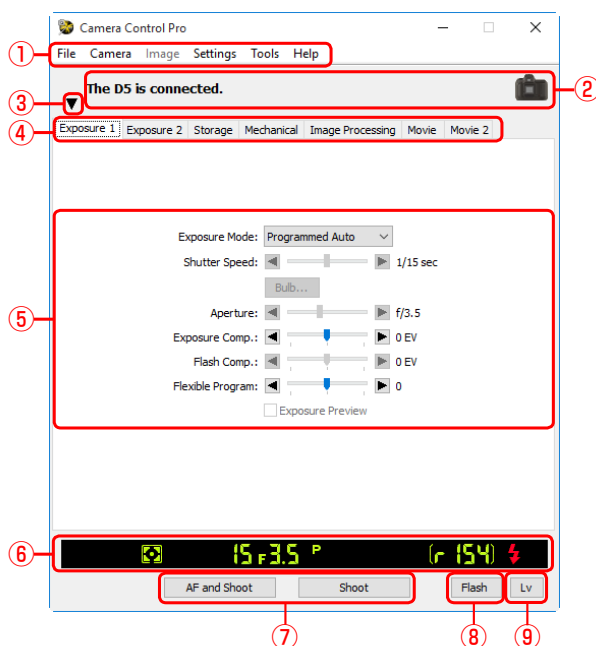 Camera Control Pro
① File Camera Image Settings Tools Help
The D5 is connected. ②
③ ▼
④ Exposure 1 Exposure 2 Storage Mechanical Image Processing Movie Movie 2
Exposure Mode: Programmed Auto
Shutter Speed: 1/15 sec
Bulb...
⑤ Aperture: f/3.5
Exposure Comp.: 0 EV
Flash Comp.: 0 EV
Flexible Program: 0
Exposure Preview
⑥ 15 F3.5 P (r 154)
AF and Shoot Shoot Flash Lv
⑦ ⑧ ⑨